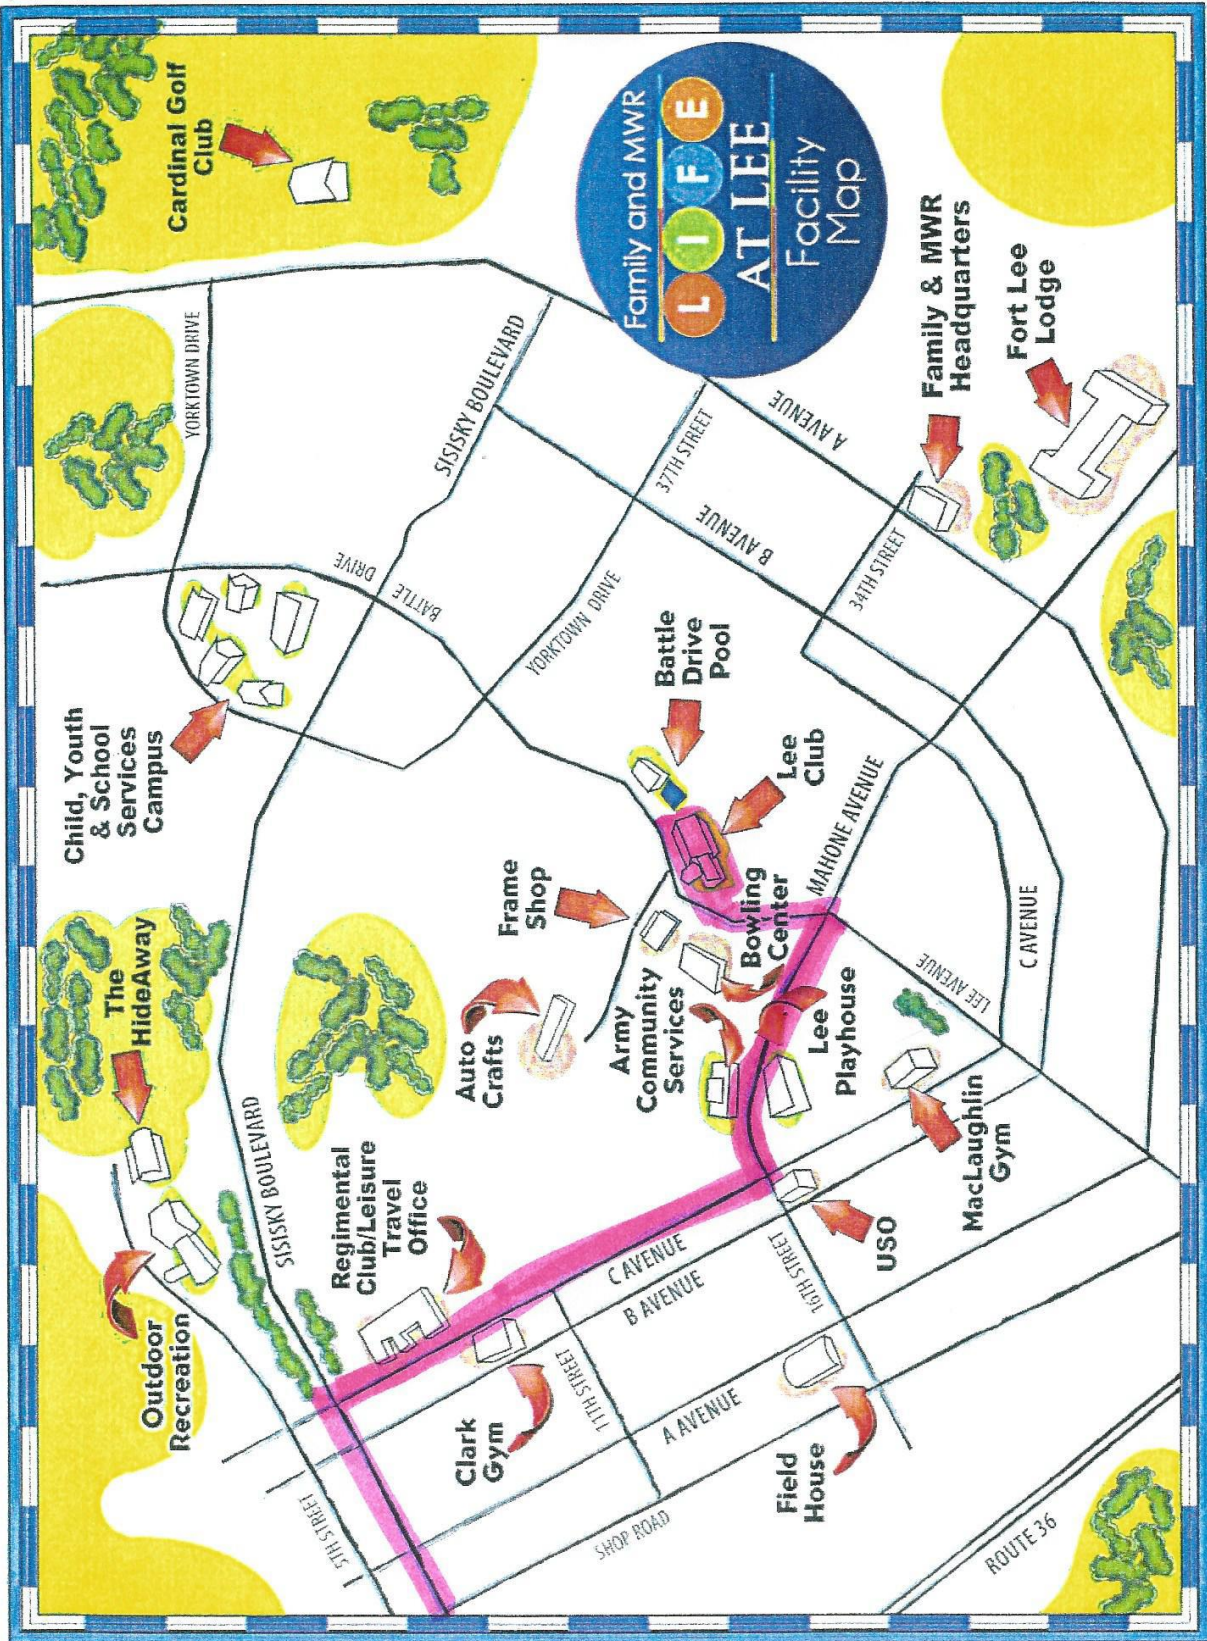 Family and MWR
LIFE
AT LEE
Facility
Map
Cardinal Golf
Club
YORKTOWN DRIVE
SISISKY BOULEVARD
BATTLE DRIVE
Child, Youth
& School
Services
Campus
YORKTOWN DRIVE
37TH STREET
A AVENUE
B AVENUE
34TH STREET
Family & MWR
Headquarters
Fort Lee
Lodge
The
HideAway
Outdoor
Recreation
SISISKY BOULEVARD
Frame
Shop
Battle
Drive
Pool
Lee
Club
MAHONE AVENUE
Auto
Crafts
Army
Community
Services
Bowling
Center
Lee
Playhouse
LEE AVENUE
C AVENUE
Regimental
Club/Leisure
Travel
Office
C AVENUE
B AVENUE
16TH STREET
USO
MacLaughlin
Gym
5TH STREET
Clark
Gym
11TH STREET
A AVENUE
SHOP ROAD
Field
House
ROUTE 36